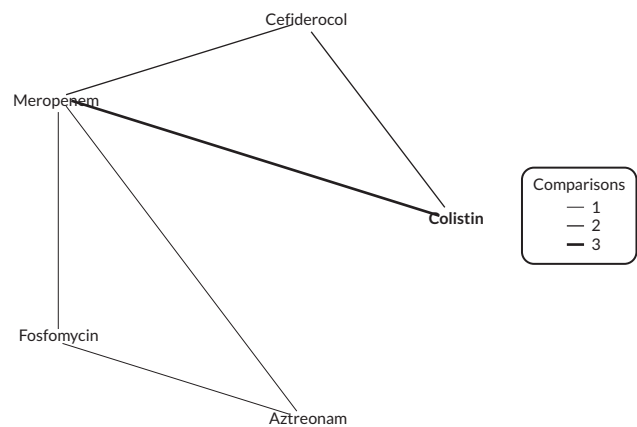 Cefiderocol
Meropenem
Colistin
Comparisons
1
2
3
Fosfomycin
Aztreonam